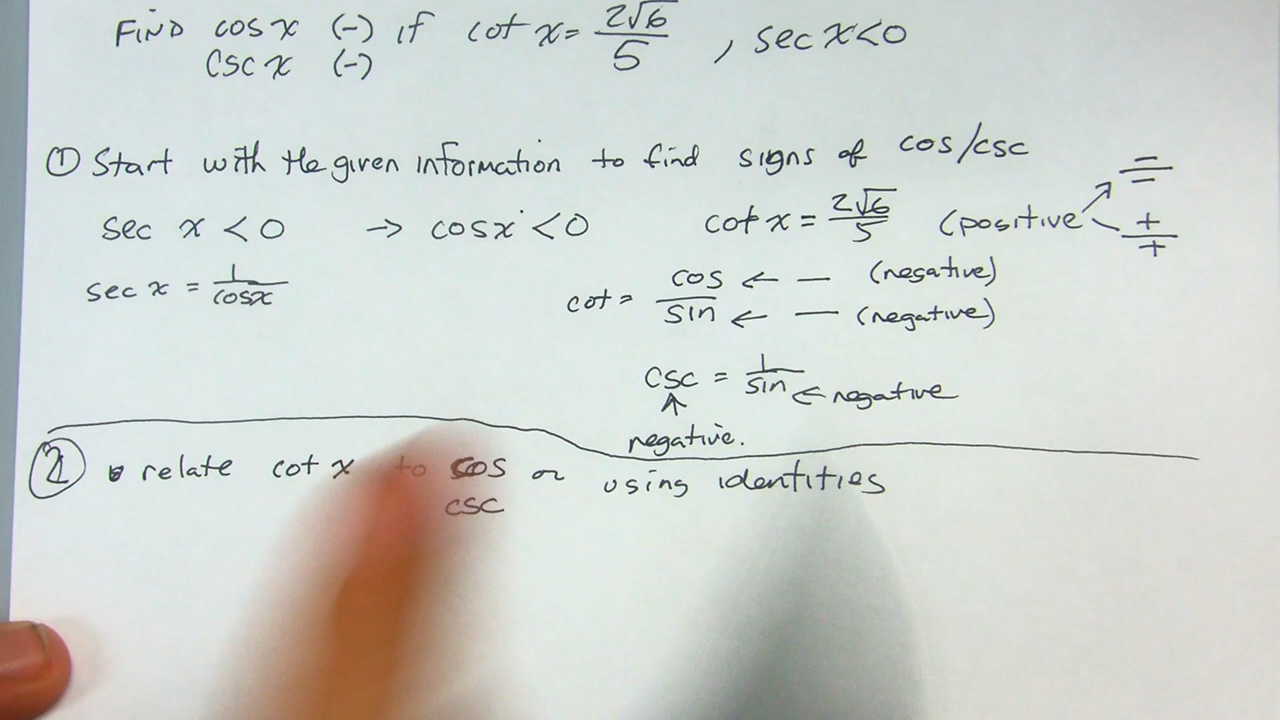 FIND cos x (-) if cot x = 2√6/5 , sec x < 0
csc x (-)
① Start with the given information to find signs of cos/csc
sec x < 0 → cos x < 0 cot x = 2√6/5 (positive −/− +/+
sec x = 1/cos x
cot = cos/sin ← — (negative) ← — (negative)
csc = 1/sin ← negative
↑
negative.
② relate cot x to cos or using identities
csc